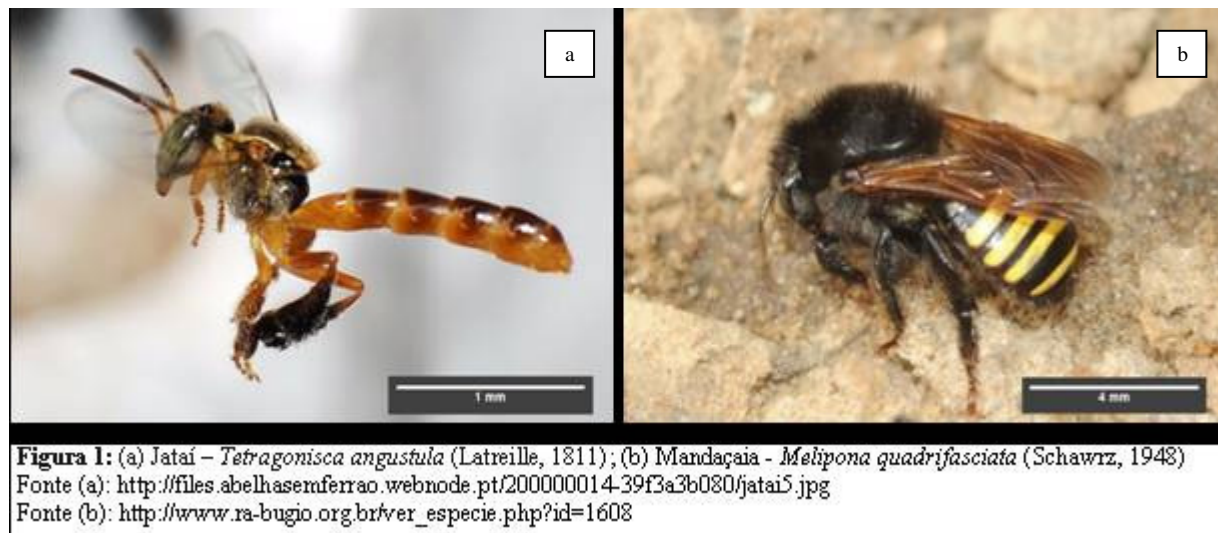 a
b
1 mm
4 mm
Figura 1: (a) Jataí – Tetragonisca angustula (Latreille, 1811); (b) Mandaçaia - Melipona quadrifasciata (Schawrz, 1948)
Fonte (a): http://files.abelhasemferrao.webnode.pt/200000014-39f3a3b080/jatai5.jpg
Fonte (b): http://www.ra-bugio.org.br/ver_especie.php?id=1608